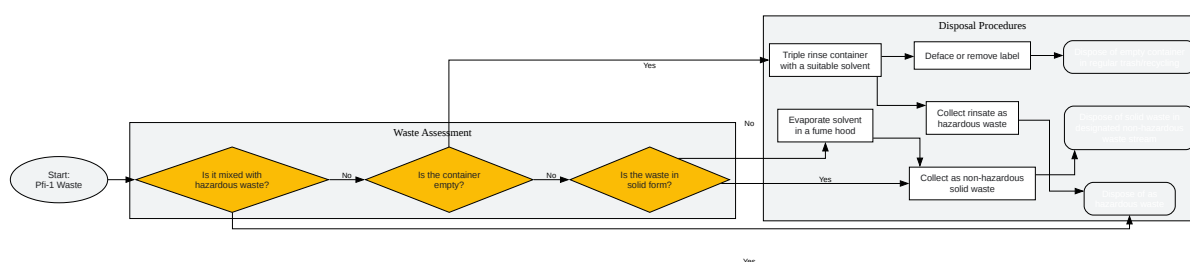 Disposal Procedures
Triple rinse container
with a suitable solvent
Deface or remove label
Yes
Collect rinsate as
hazardous waste
Evaporate solvent
in a fume hood
No
Waste Assessment
Start:
Pfi-1 Waste
Is it mixed with
hazardous waste?
No
Is the container
empty?
No
Is the waste in
solid form?
Yes
Collect as non-hazardous
solid waste
Yes